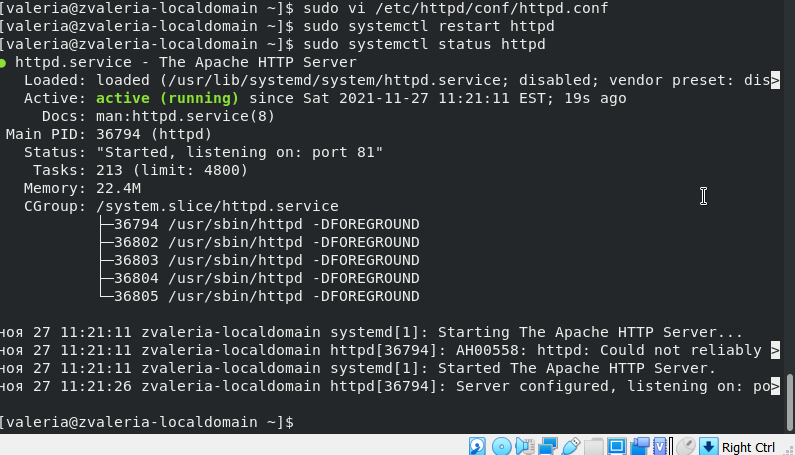 [valeria@zvaleria-localdomain ~]$ sudo vi /etc/httpd/conf/httpd.conf
[valeria@zvaleria-localdomain ~]$ sudo systemctl restart httpd
[valeria@zvaleria-localdomain ~]$ sudo systemctl status httpd
● httpd.service - The Apache HTTP Server
   Loaded: loaded (/usr/lib/systemd/system/httpd.service; disabled; vendor preset: dis>
   Active: active (running) since Sat 2021-11-27 11:21:11 EST; 19s ago
     Docs: man:httpd.service(8)
 Main PID: 36794 (httpd)
   Status: "Started, listening on: port 81"
    Tasks: 213 (limit: 4800)
   Memory: 22.4M
   CGroup: /system.slice/httpd.service
           ├─36794 /usr/sbin/httpd -DFOREGROUND
           ├─36802 /usr/sbin/httpd -DFOREGROUND
           ├─36803 /usr/sbin/httpd -DFOREGROUND
           ├─36804 /usr/sbin/httpd -DFOREGROUND
           └─36805 /usr/sbin/httpd -DFOREGROUND
ноя 27 11:21:11 zvaleria-localdomain systemd[1]: Starting The Apache HTTP Server...
ноя 27 11:21:11 zvaleria-localdomain httpd[36794]: AH00558: httpd: Could not reliably >
ноя 27 11:21:11 zvaleria-localdomain systemd[1]: Started The Apache HTTP Server.
ноя 27 11:21:26 zvaleria-localdomain httpd[36794]: Server configured, listening on: po>
[valeria@zvaleria-localdomain ~]$
Right Ctrl